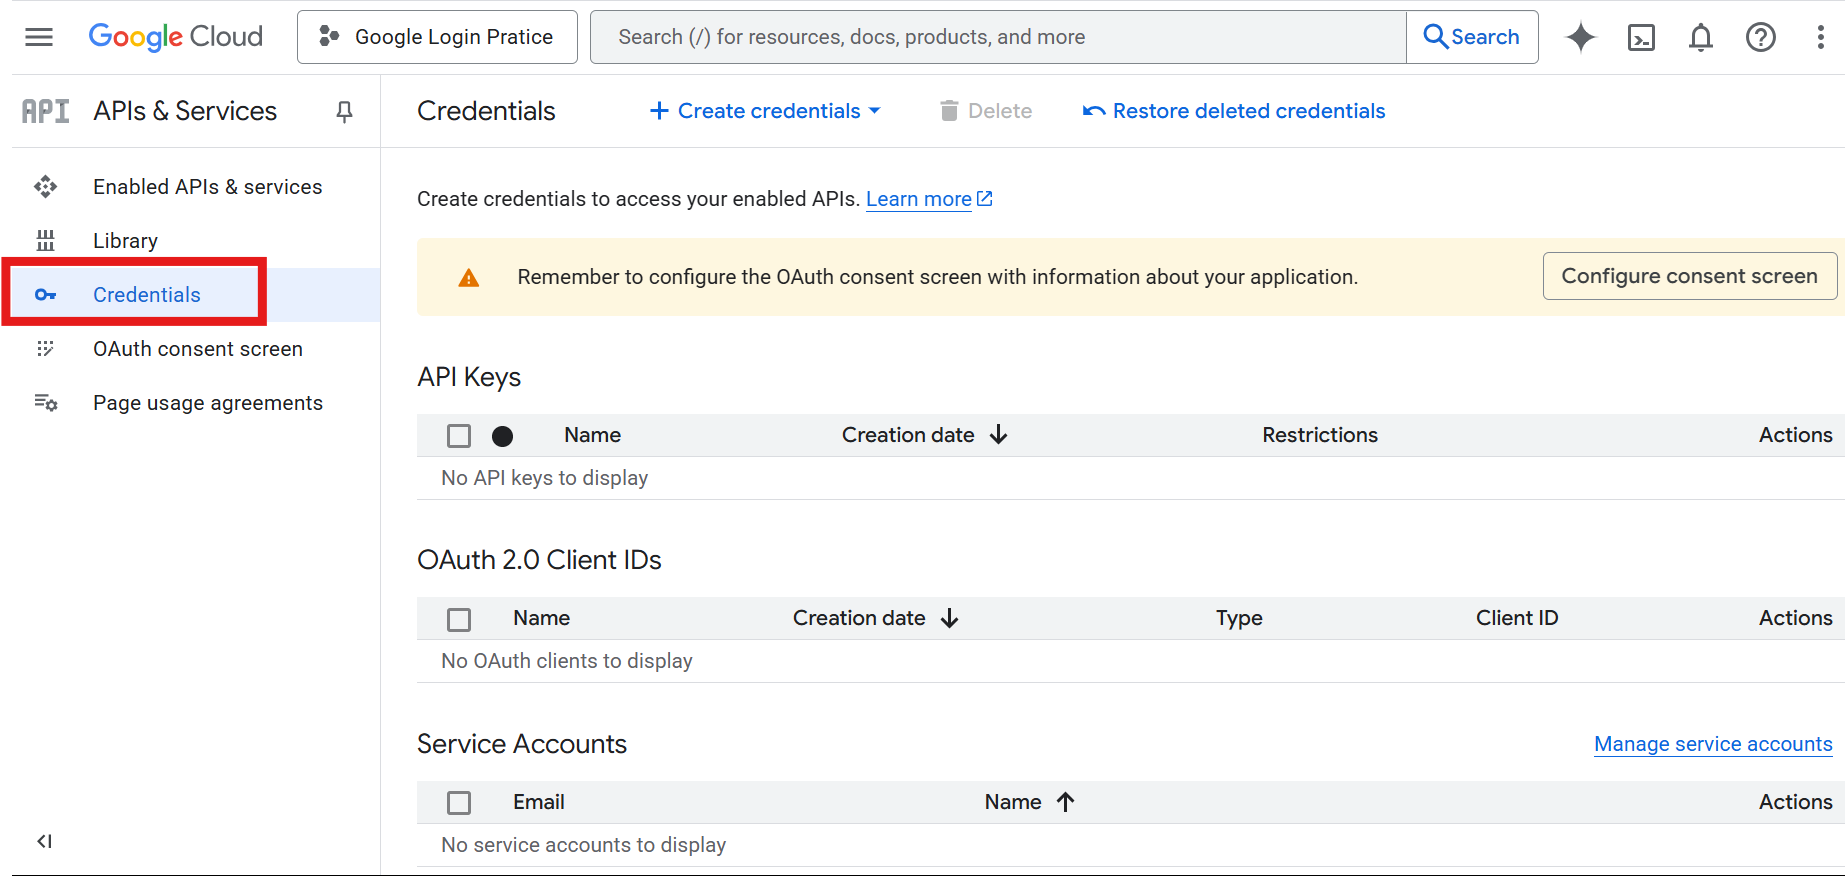 Google Cloud
Google Login Pratice
Search (/) for resources, docs, products, and more
Search
API
APIs & Services
Credentials
Create credentials
Delete
Restore deleted credentials
Enabled APIs & services
Library
Credentials
OAuth consent screen
Page usage agreements
Create credentials to access your enabled APIs. Learn more
Remember to configure the OAuth consent screen with information about your application.
Configure consent screen
API Keys
Name Creation date Restrictions Actions
No API keys to display
OAuth 2.0 Client IDs
Name Creation date Type Client ID Actions
No OAuth clients to display
Service Accounts
Manage service accounts
Email Name Actions
No service accounts to display